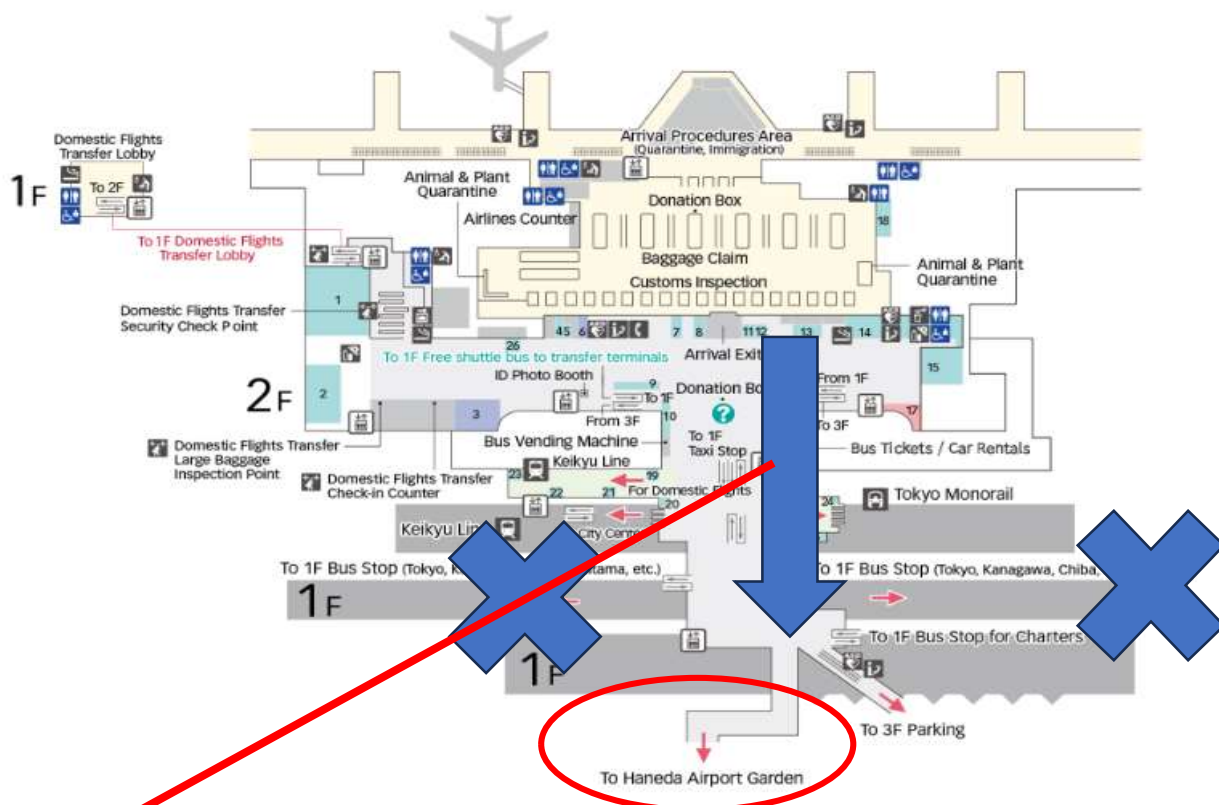 Domestic Flights
Transfer Lobby
1F
To 2F
To 1F Domestic Flights
Transfer Lobby
Arrival Procedures Area
(Quarantine, Immigration)
Animal & Plant
Quarantine
Airlines Counter
Donation Box
18
Baggage Claim
Customs Inspection
Animal & Plant
Quarantine
1
Domestic Flights Transfer
Security Check Point
26
4 5 6
7
8
11 12
13
14
15
Arrival
To 1F Free shuttle bus to transfer terminals
ID Photo Booth
9
To 1F
Donation
From 1F
2F
2
3
From 3F
10
To 3F
17
Bus Vending Machine
To 1F
Taxi Stop
Bus Tickets / Car Rentals
Domestic Flights Transfer
Large Baggage
Inspection Point
Domestic Flights Transfer
Check-in Counter
23
Keikyu Line
19
22
21
For Domestic Flights
20
24
Tokyo Monorail
Keikyu
City
To 1F Bus Stop (Tokyo, etc.)
To 1F Bus Stop (Tokyo, Kanagawa, Chiba,
1F
To 1F Bus Stop for Charters
1F
To 3F Parking
To Haneda Airport Garden